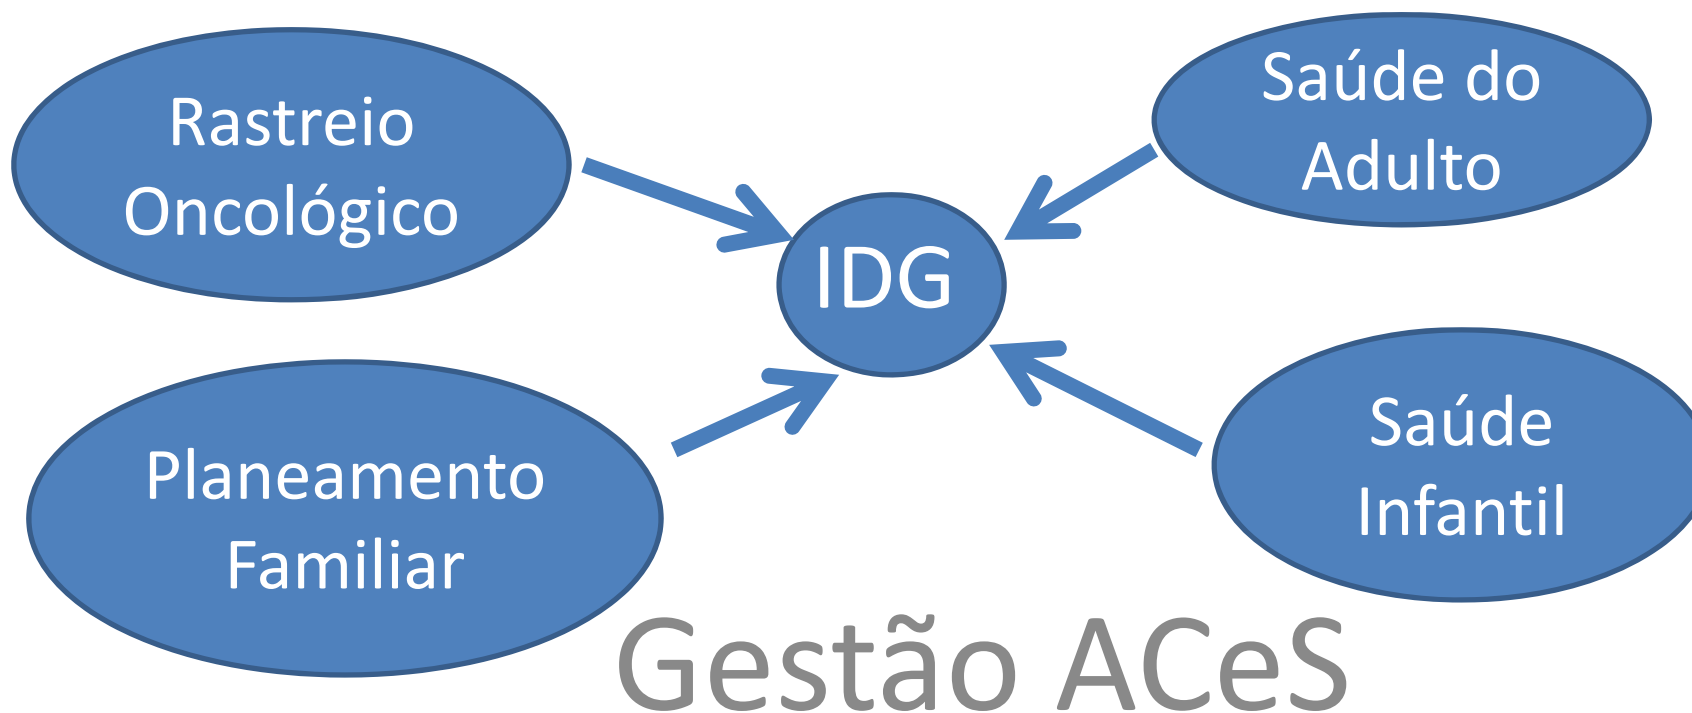 Rastreio
Oncológico
Saúde do
Adulto
IDG
Planeamento
Familiar
Saúde
Infantil
Gestão ACeS